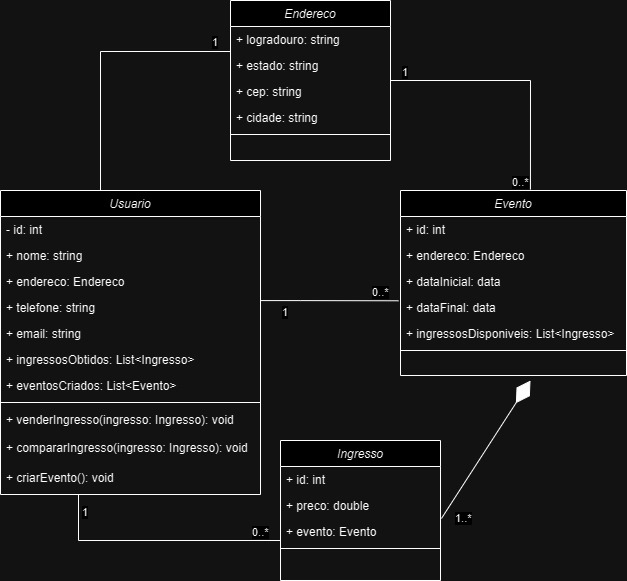 Endereco
+ logradouro: string
+ estado: string
+ cep: string
+ cidade: string
1
1
0..*
Usuario
- id: int
+ nome: string
+ endereco: Endereco
+ telefone: string
+ email: string
+ ingressosObtidos: List<Ingresso>
+ eventosCriados: List<Evento>
+ venderIngresso(ingresso: Ingresso): void
+ compararIngresso(ingresso: Ingresso): void
+ criarEvento(): void
1
0..*
Evento
+ id: int
+ endereco: Endereco
+ dataInicial: data
+ dataFinal: data
+ ingressosDisponiveis: List<Ingresso>
Ingresso
+ id: int
+ preco: double
+ evento: Evento
1
0..*
1..*